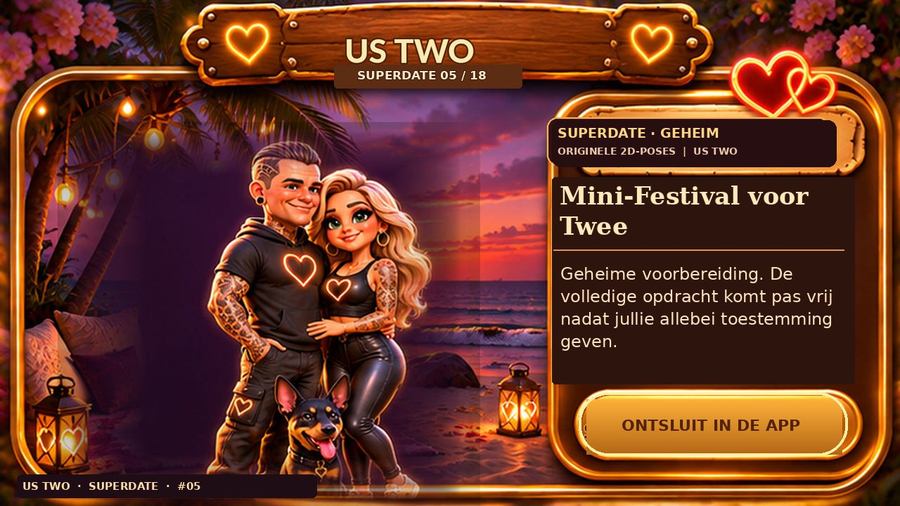 US TWO
SUPERDATE 05 / 18
SUPERDATE · GEHEIM
ORIGINELE 2D-POSES | US TWO
Mini-Festival voor
Twee
Geheime voorbereiding. De
volledige opdracht komt pas vrij
nadat jullie allebei toestemming
geven.
ONTSLUIT IN DE APP
US TWO · SUPERDATE · #05